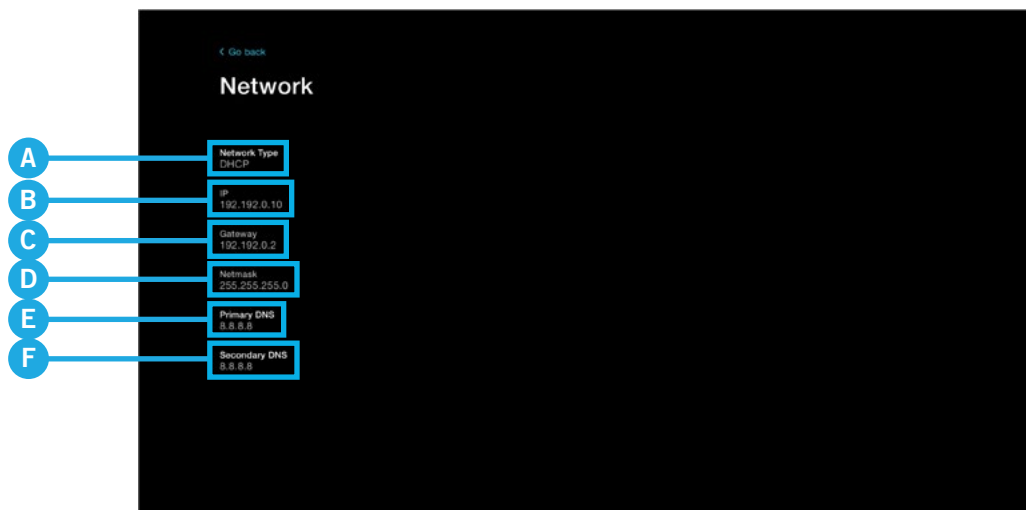 < Go back
Network
A
Network Type
DHCP
B
IP
192.192.0.10
C
Gateway
192.192.0.2
D
Netmask
255.255.255.0
E
Primary DNS
8.8.8.8
F
Secondary DNS
8.8.8.8